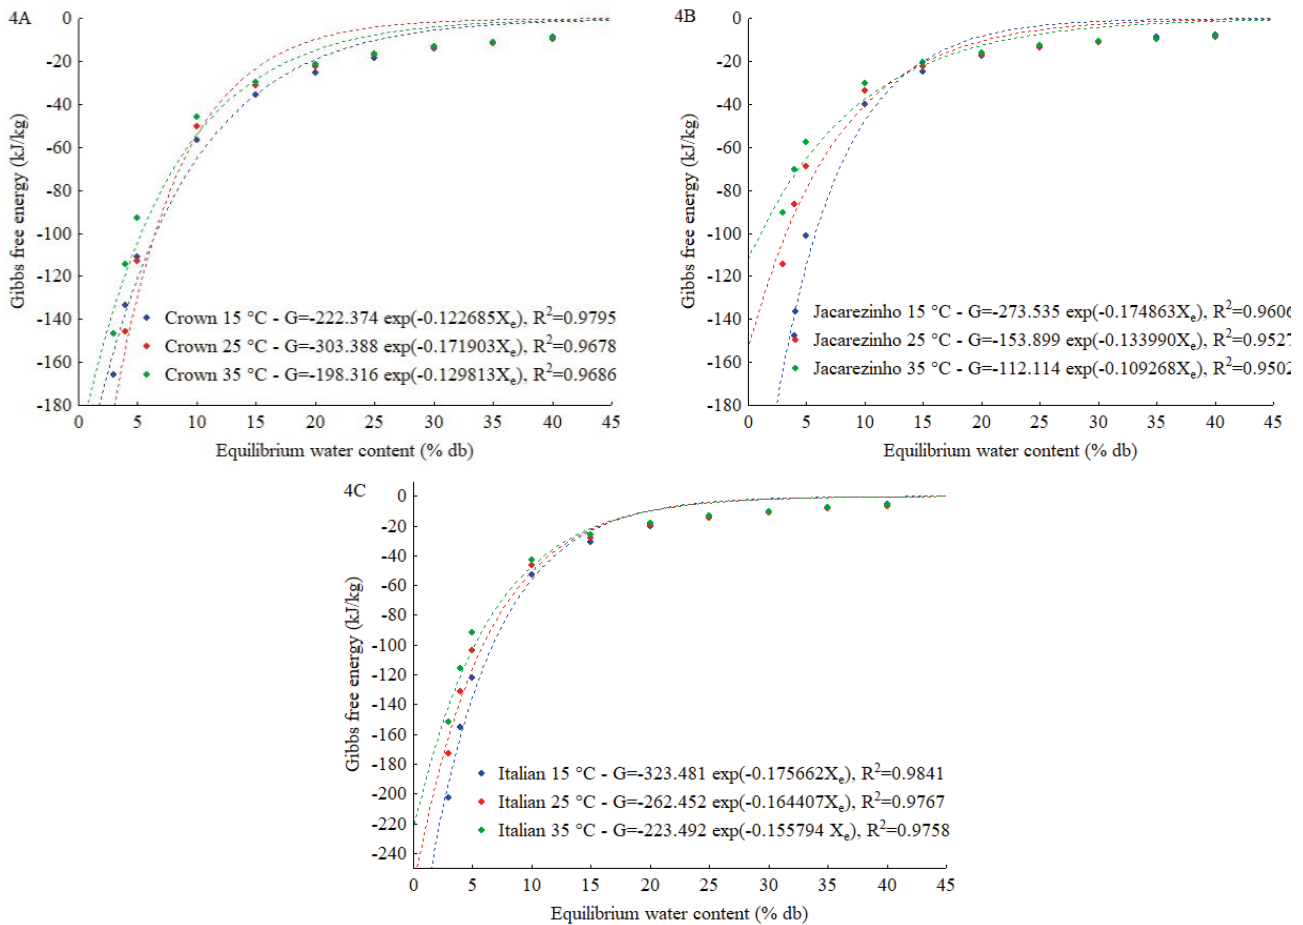 4A
0
-20
-40
-60
-80
-100
-120
-140
-160
-180
Gibbs free energy (kJ/kg)
Crown 15 °C - G=-222.374 exp(-0.122685Xe), R2=0.9795
Crown 25 °C - G=-303.388 exp(-0.171903Xe), R2=0.9678
Crown 35 °C - G=-198.316 exp(-0.129813Xe), R2=0.9686
0 5 10 15 20 25 30 35 40 45
Equilibrium water content (% db)
4B
0
-20
-40
-60
-80
-100
-120
-140
-160
-180
Gibbs free energy (kJ/kg)
Jacarezinho 15 °C - G=-273.535 exp(-0.174863Xe), R2=0.9606
Jacarezinho 25 °C - G=-153.899 exp(-0.133990Xe), R2=0.9527
Jacarezinho 35 °C - G=-112.114 exp(-0.109268Xe), R2=0.9502
0 5 10 15 20 25 30 35 40 45
Equilibrium water content (% db)
4C
0
-20
-40
-60
-80
-100
-120
-140
-160
-180
-200
-220
-240
Gibbs free energy (kJ/kg)
Italian 15 °C - G=-323.481 exp(-0.175662Xe), R2=0.9841
Italian 25 °C - G=-262.452 exp(-0.164407Xe), R2=0.9767
Italian 35 °C - G=-223.492 exp(-0.155794 Xe), R2=0.9758
0 5 10 15 20 25 30 35 40 45
Equilibrium water content (% db)